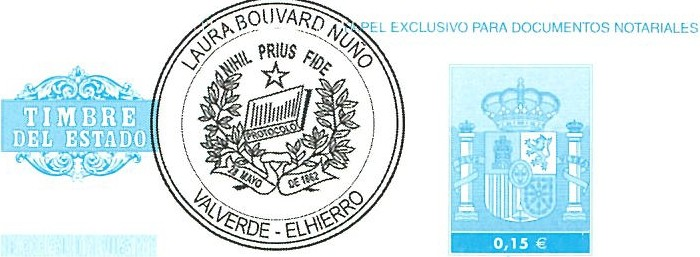 PEL EXCLUSIVO PARA DOCUMENTOS NOTARIALES
LAURA BOUVARD NUÑO
NIHIL PRIUS FIDE
TIMBRE
DEL ESTADO
PROTOCOLO
28 MAYO DE 1862
VALVERDE - ELHIERRO
0,15 €